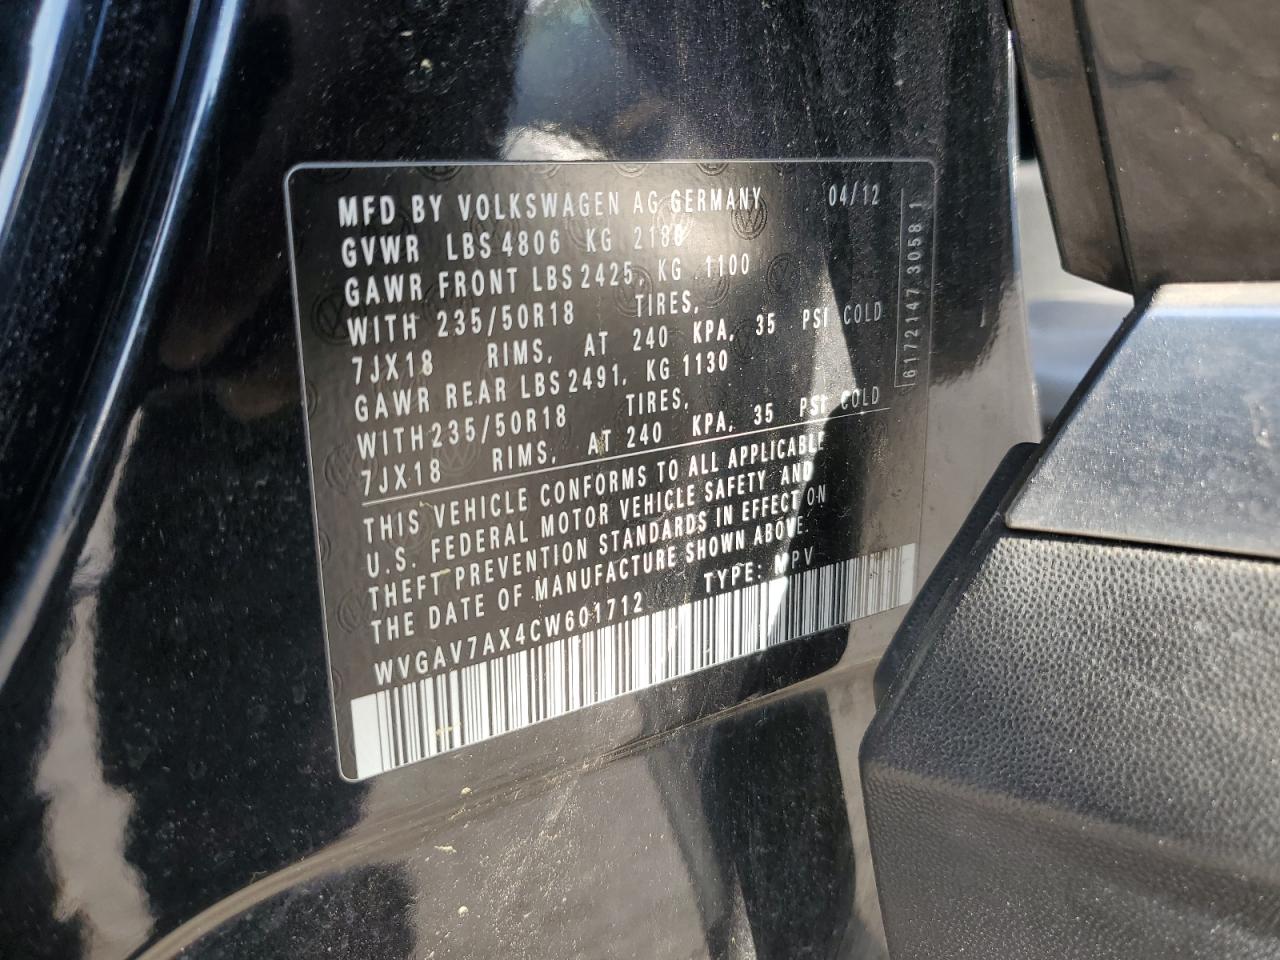 MFD BY VOLKSWAGEN AG GERMANY 04/12
GVWR LBS 4806 KG 2180
GAWR FRONT LBS 2425, KG 1100
WITH 235/50R18 TIRES,
7JX18 RIMS, AT 240 KPA, 35 PSI COLD
GAWR REAR LBS 2491, KG 1130
WITH 235/50R18 TIRES,
7JX18 RIMS, AT 240 KPA, 35 PSI COLD
THIS VEHICLE CONFORMS TO ALL APPLICABLE
U.S. FEDERAL MOTOR VEHICLE SAFETY AND
THEFT PREVENTION STANDARDS IN EFFECT ON
THE DATE OF MANUFACTURE SHOWN ABOVE.
WVGAV7AX4CW601712 TYPE: MPV
6172147 3058 1